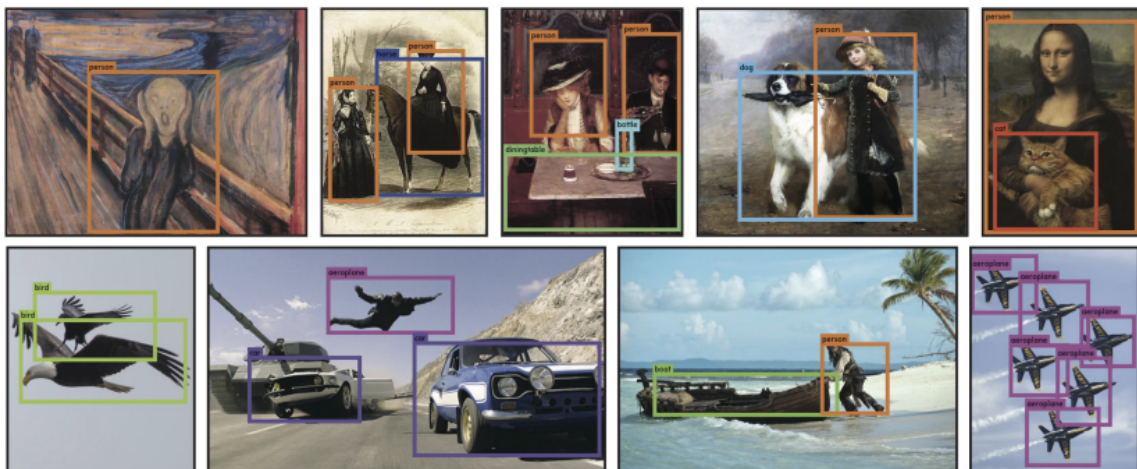 person
person
horse
person
person
person
bottle
diningtable
dog
person
person
cat
bird
bird
aeroplane
car
car
boat
person
aeroplane
aeroplane
aeroplane
aeroplane
aeroplane
aeroplane